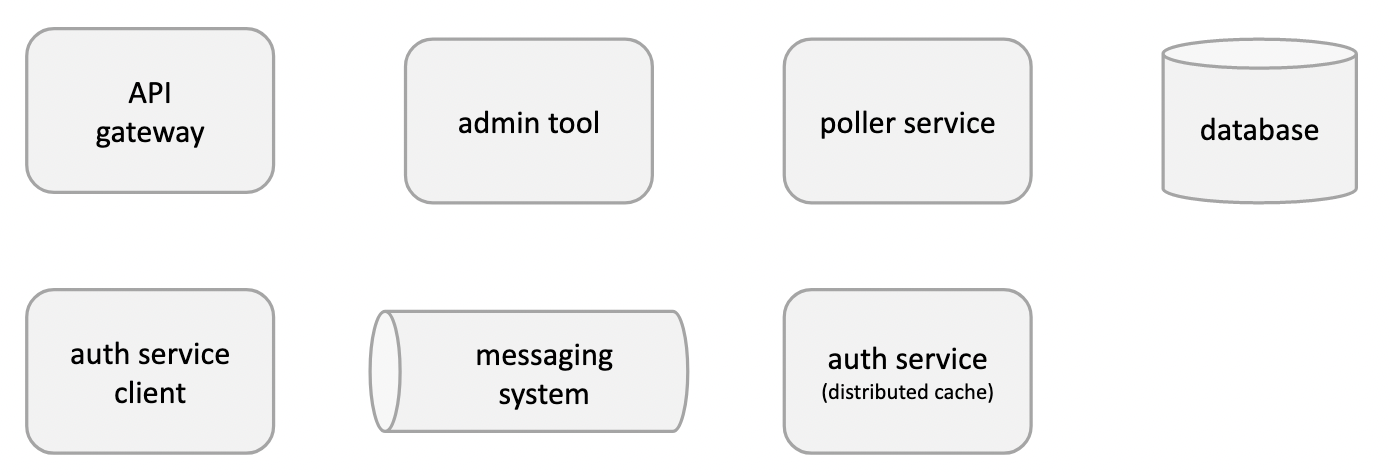 API
gateway
admin tool
poller service
database
auth service
client
messaging
system
auth service
(distributed cache)